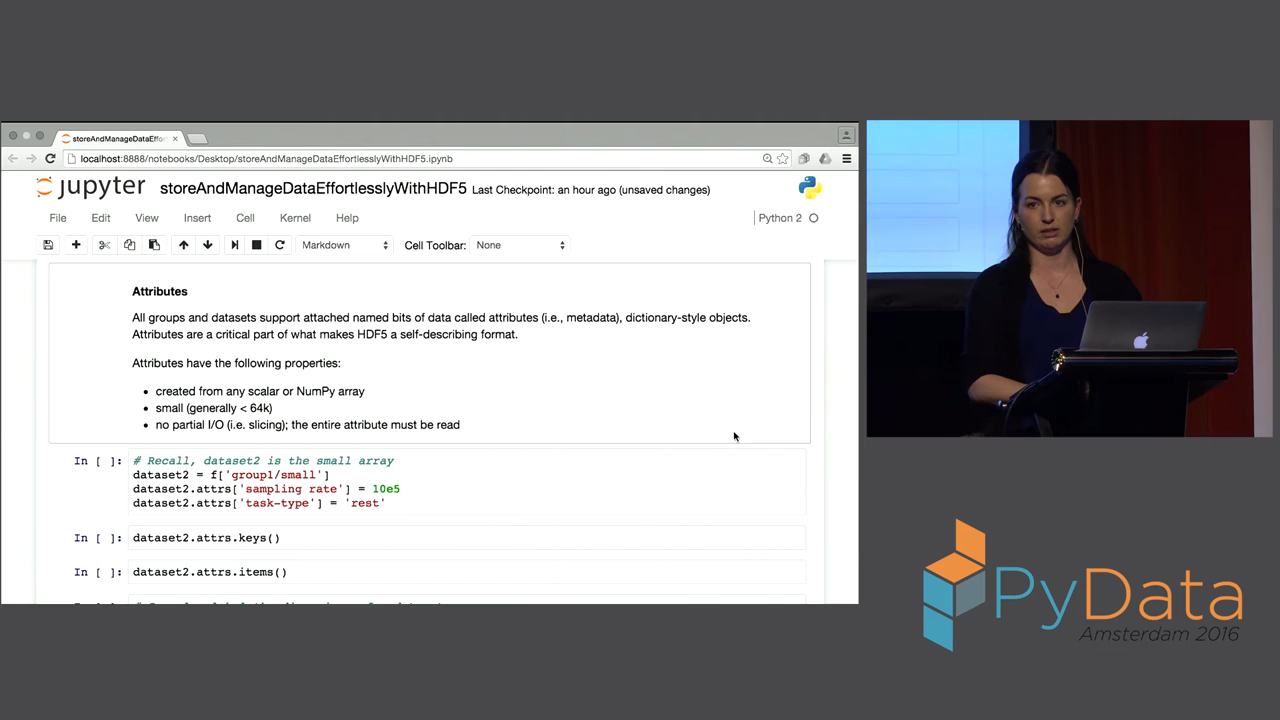 storeAndManageDataEffor
localhost:8888/notebooks/Desktop/storeAndManageDataEffortlesslyWithHDF5.ipynb
jupyter storeAndManageDataEffortlesslyWithHDF5 Last Checkpoint: an hour ago (unsaved changes)
File Edit View Insert Cell Kernel Help Python 2
Markdown Cell Toolbar: None
Attributes
All groups and datasets support attached named bits of data called attributes (i.e., metadata), dictionary-style objects.
Attributes are a critical part of what makes HDF5 a self-describing format.
Attributes have the following properties:
• created from any scalar or NumPy array
• small (generally < 64k)
• no partial I/O (i.e. slicing); the entire attribute must be read
In [ ]: # Recall, dataset2 is the small array
dataset2 = f['group1/small']
dataset2.attrs['sampling rate'] = 10e5
dataset2.attrs['task-type'] = 'rest'
In [ ]: dataset2.attrs.keys()
In [ ]: dataset2.attrs.items()
PyData
Amsterdam 2016